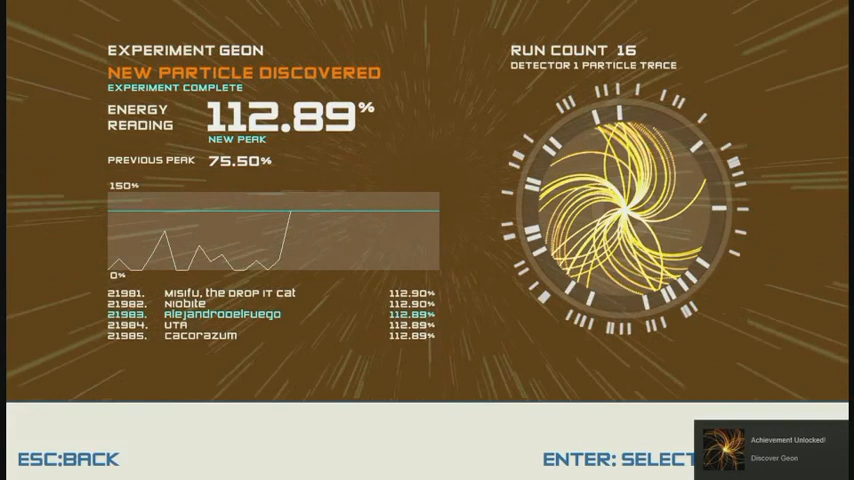 EXPERIMENT GEON
NEW PARTICLE DISCOVERED
EXPERIMENT COMPLETE
ENERGY READING 112.89%
NEW PEAK
PREVIOUS PEAK 75.50%
150%
0%
21981. Misifu, the DROP IT cat 112.90%
21982. Niobite 112.90%
21983. Alejandrooelfuego 112.89%
21984. UTA 112.89%
21985. cacorazum 112.89%
RUN COUNT 16
DETECTOR 1 PARTICLE TRACE
ESC:BACK
ENTER: SELECT
Achievement Unlocked!
Discover Geon